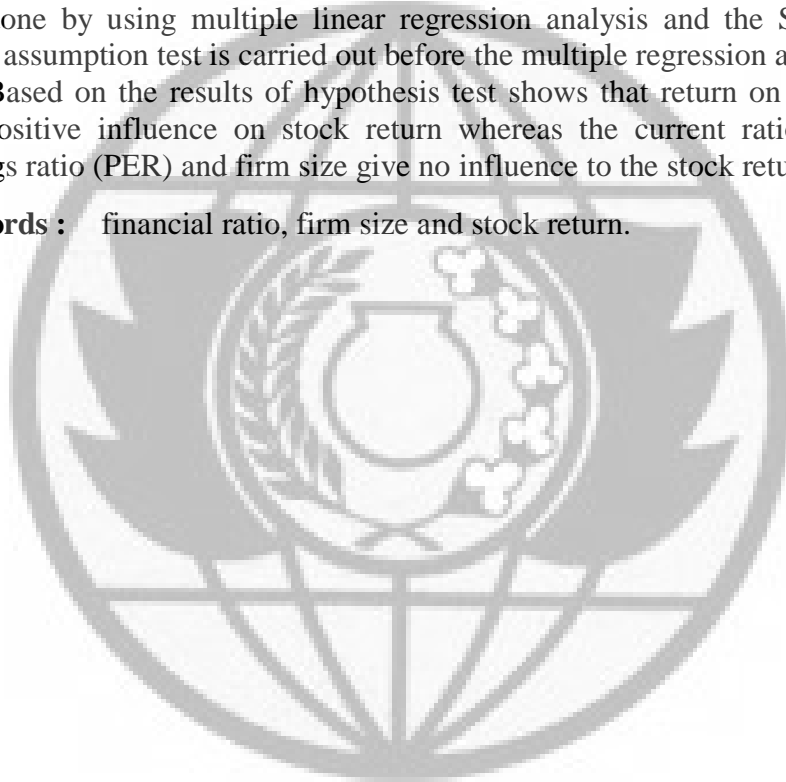 one by using multiple linear regression analysis and the S
assumption test is carried out before the multiple regression a
Based on the results of hypothesis test shows that return on
ositive influence on stock return whereas the current rati
gs ratio (PER) and firm size give no influence to the stock retu
ords : financial ratio, firm size and stock return.